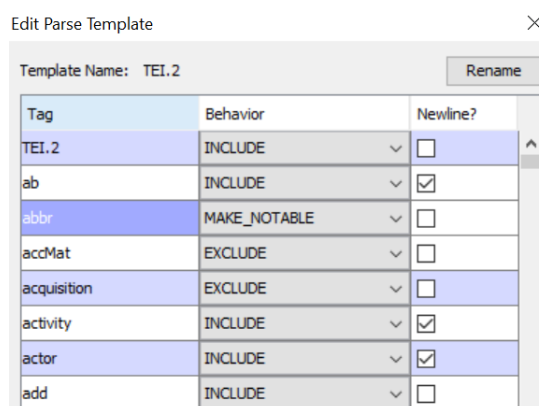 Edit Parse Template
Template Name: TEI.2 Rename
Tag Behavior Newline?
TEI.2 INCLUDE
ab INCLUDE
abbr MAKE_NOTABLE
accMat EXCLUDE
acquisition EXCLUDE
activity INCLUDE
actor INCLUDE
add INCLUDE